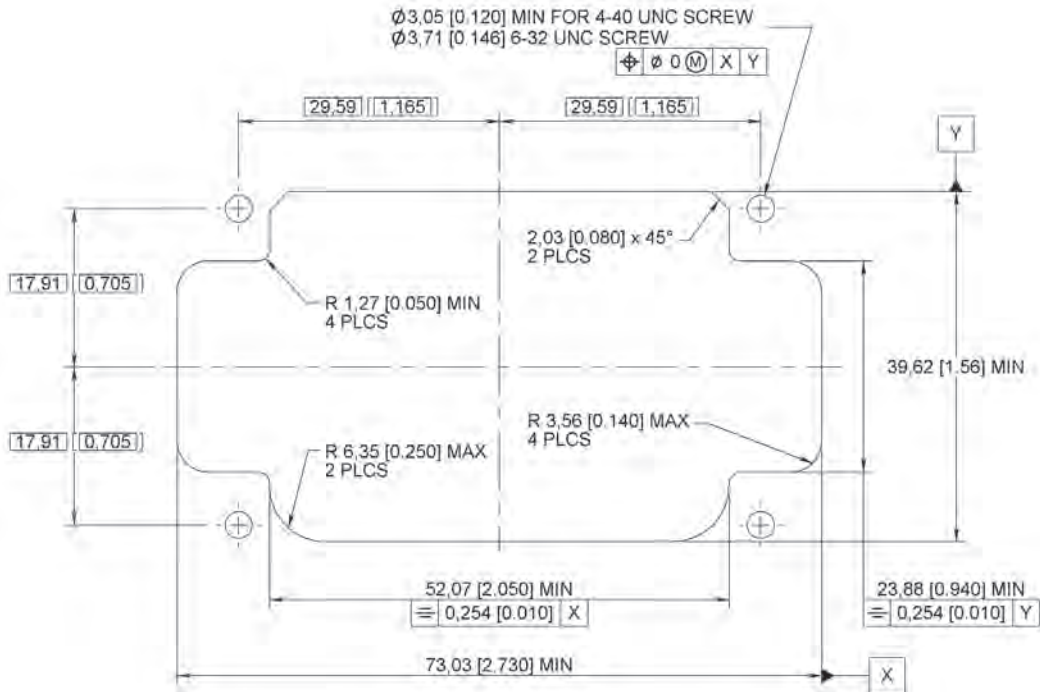 Ø3,05 [0.120] MIN FOR 4-40 UNC SCREW
Ø3,71 [0.146] 6-32 UNC SCREW
⌖ ø 0 Ⓜ X Y
29,59 [1,165]
29,59 [1,165]
Y
2,03 [0.080] x 45°
2 PLCS
17,91 [0,705]
R 1,27 [0.050] MIN
4 PLCS
39,62 [1.56] MIN
R 3,56 [0.140] MAX
4 PLCS
17,91 [0,705]
R 6,35 [0.250] MAX
2 PLCS
52,07 [2.050] MIN
⌯ 0,254 [0.010] X
23,88 [0.940] MIN
⌯ 0,254 [0.010] Y
73,03 [2.730] MIN
X